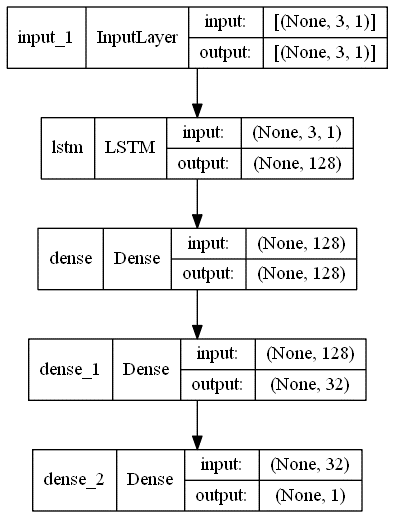 input_1 InputLayer input: [(None, 3, 1)]
output: [(None, 3, 1)]
lstm LSTM input: (None, 3, 1)
output: (None, 128)
dense Dense input: (None, 128)
output: (None, 128)
dense_1 Dense input: (None, 128)
output: (None, 32)
dense_2 Dense input: (None, 32)
output: (None, 1)